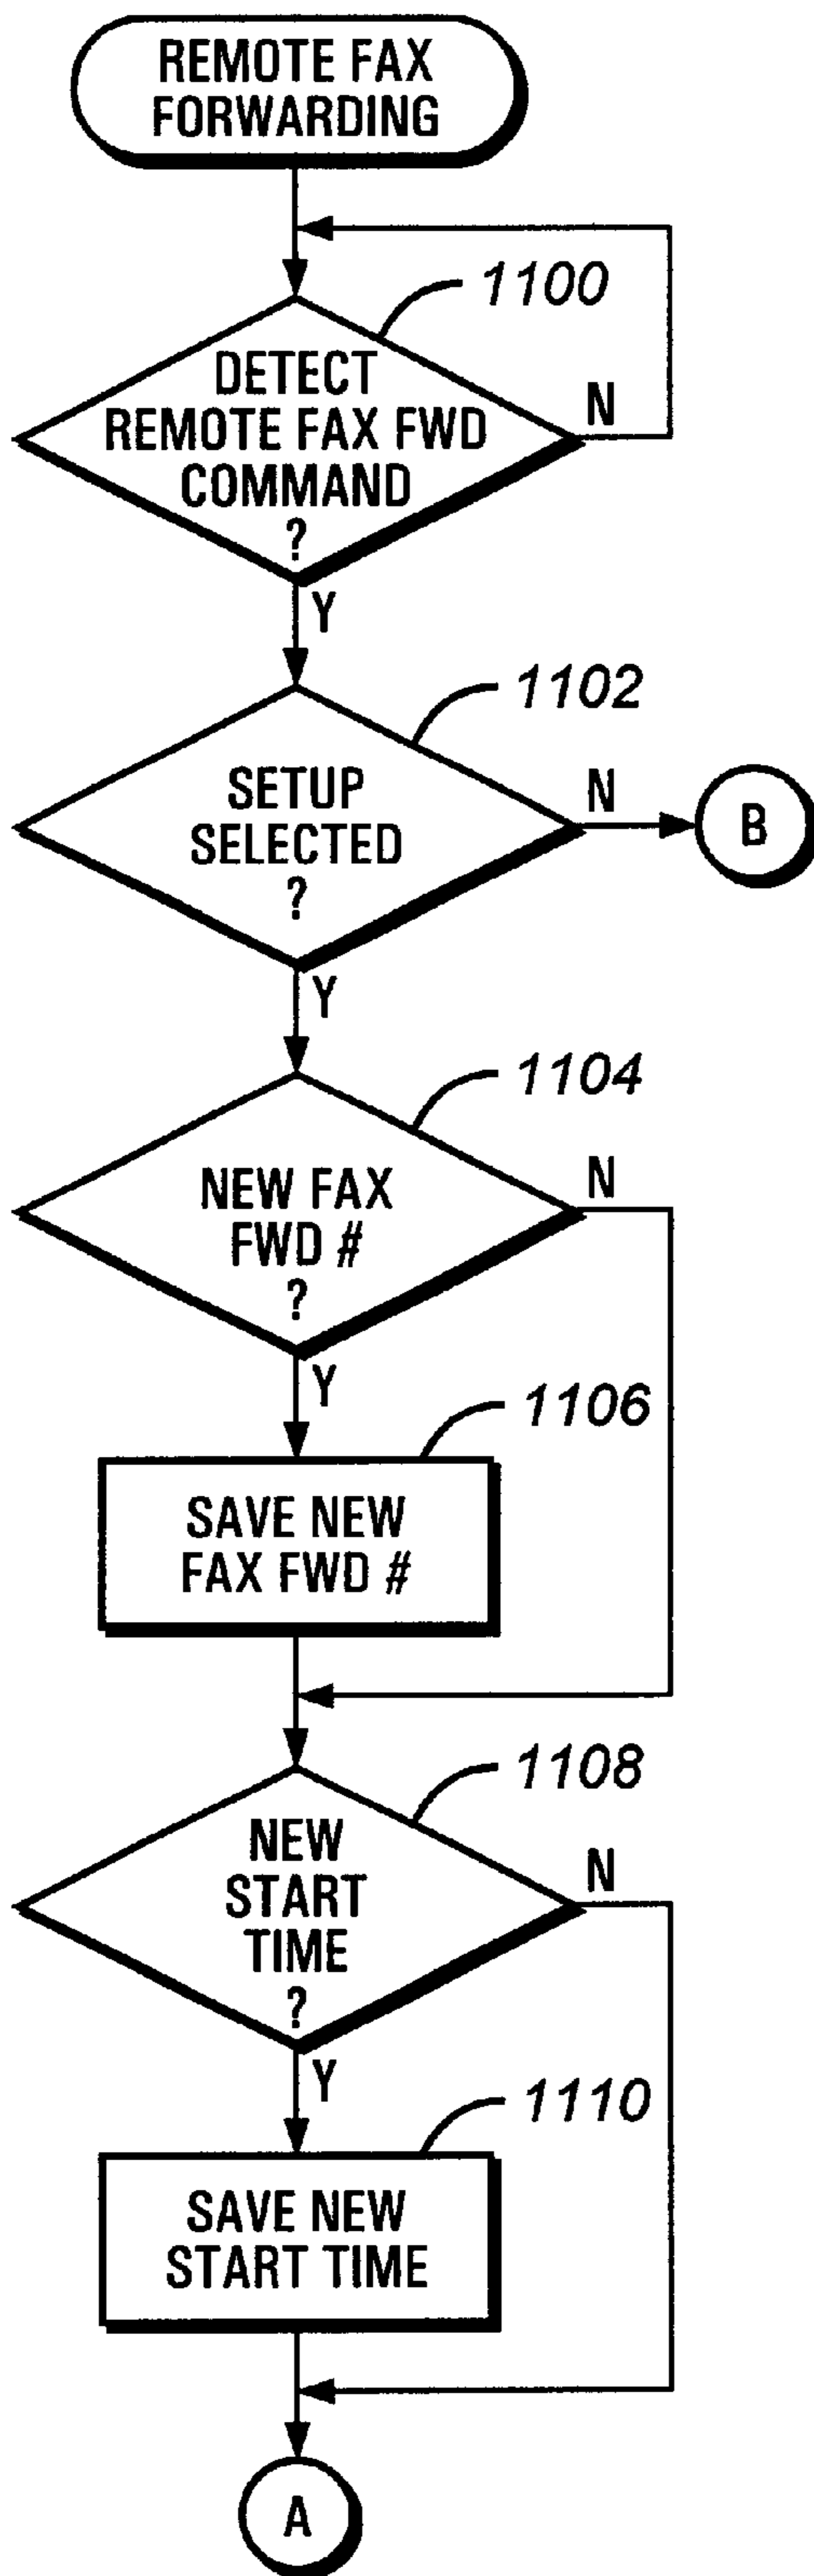 REMOTE FAX
FORWARDING
1100
DETECT
REMOTE FAX FWD
COMMAND
?
N
Y
1102
SETUP
SELECTED
?
N
B
Y
1104
NEW FAX
FWD #
?
N
Y
1106
SAVE NEW
FAX FWD #
1108
NEW
START
TIME
?
N
Y
1110
SAVE NEW
START TIME
A